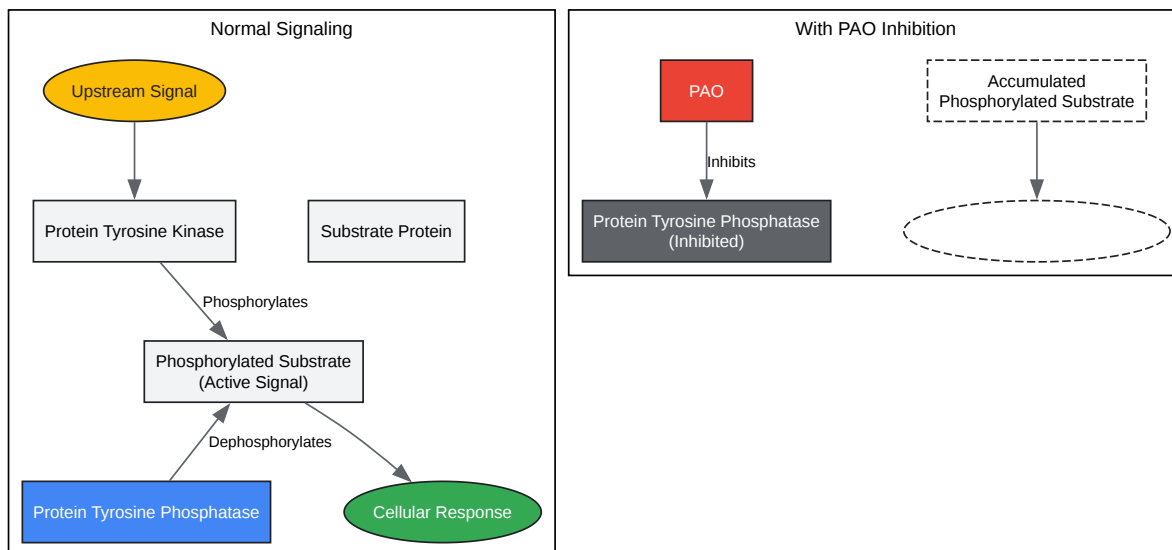 Normal Signaling
Upstream Signal
Protein Tyrosine Kinase
Substrate Protein
Phosphorylates
Phosphorylated Substrate
(Active Signal)
Dephosphorylates
Protein Tyrosine Phosphatase
Cellular Response
With PAO Inhibition
PAO
Accumulated
Phosphorylated Substrate
Inhibits
Protein Tyrosine Phosphatase
(Inhibited)